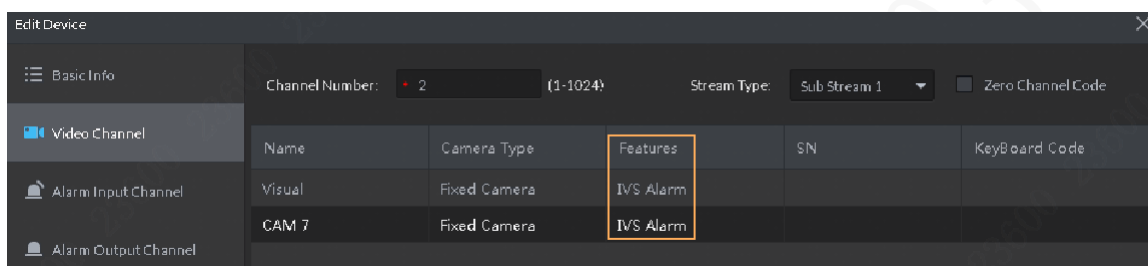 Edit Device
Basic Info
Channel Number: * 2 (1-1024) Stream Type: Sub Stream 1 Zero Channel Code
Video Channel
Name Camera Type Features SN KeyBoard Code
Alarm Input Channel
Visual Fixed Camera IVS Alarm
CAM 7 Fixed Camera IVS Alarm
Alarm Output Channel